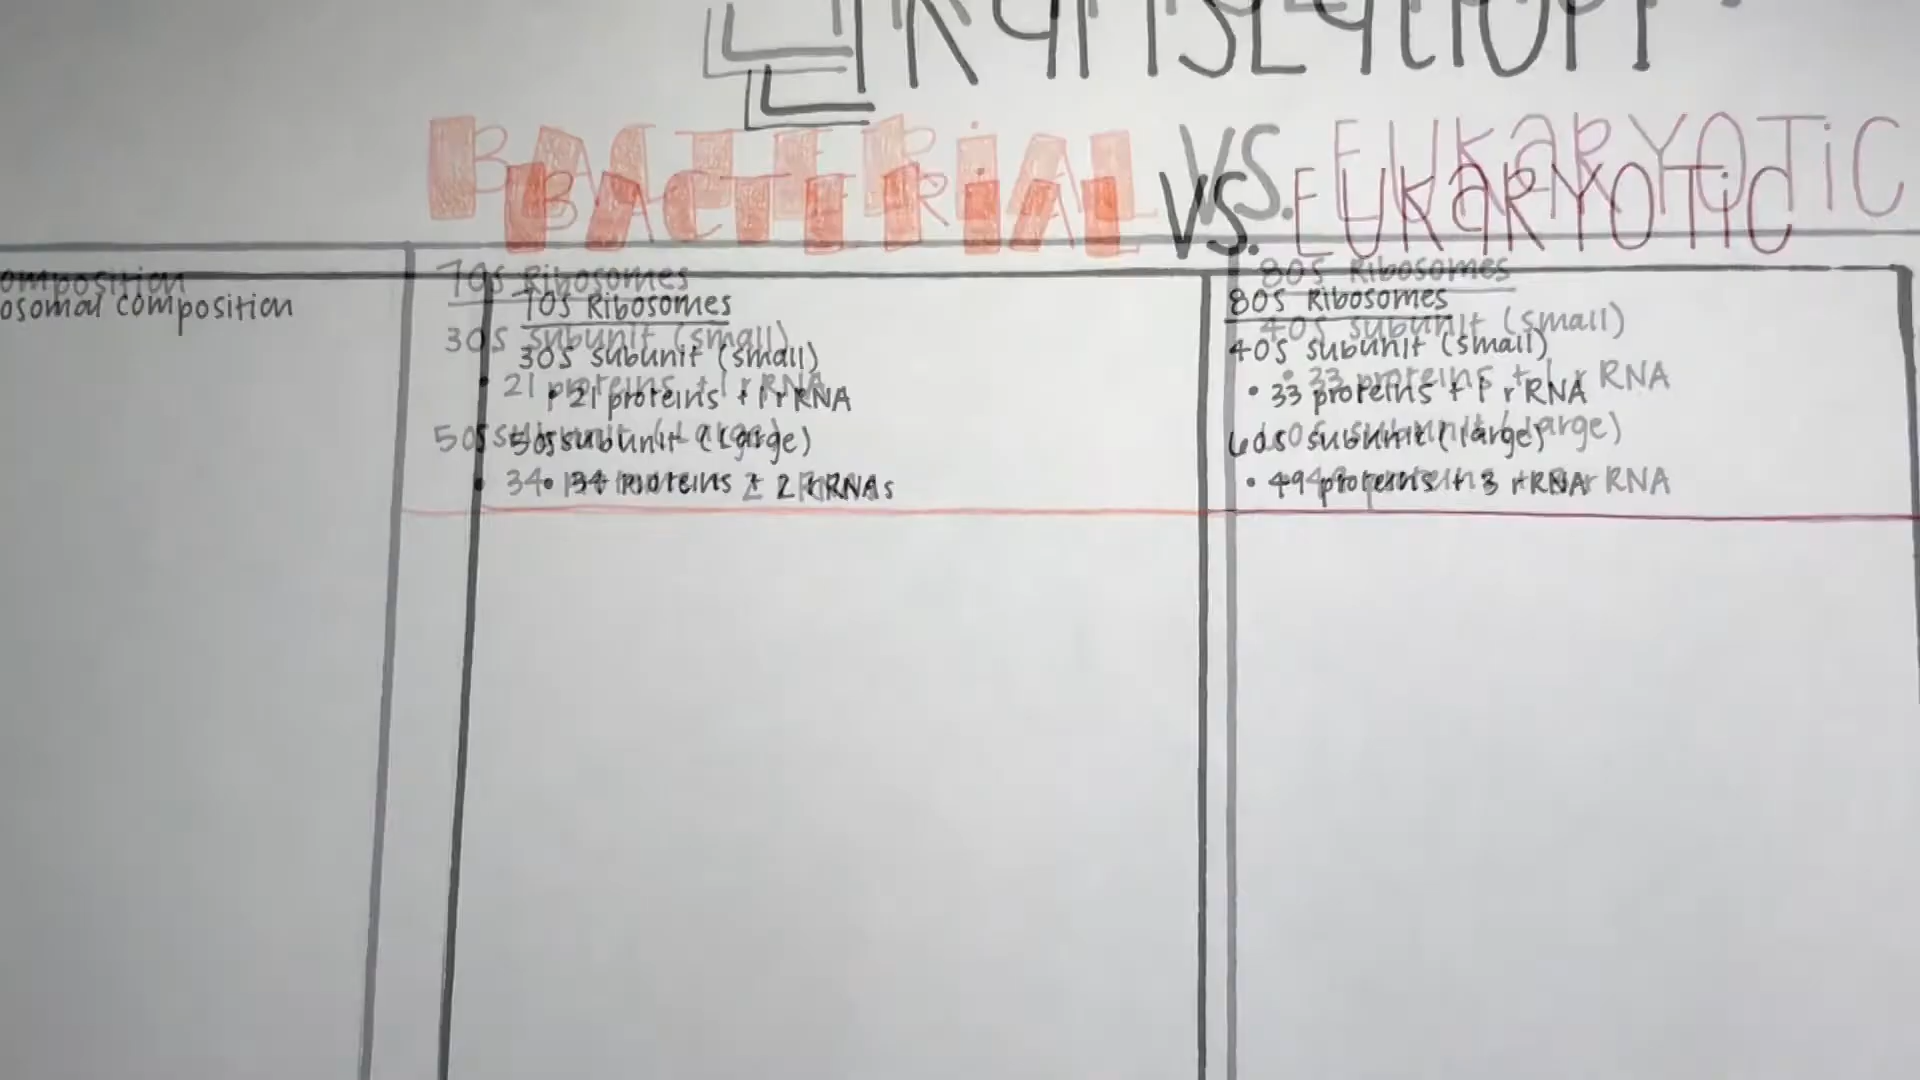 Translation
BACTERIAL VS. EUKARYOTIC
osomal composition
70S Ribosomes
30S subunit (small)
• 21 proteins + 1 rRNA
50S subunit (large)
• 34 proteins + 2 rRNAs
80S Ribosomes
40S subunit (small)
• 33 proteins + 1 rRNA
60S subunit (large)
• 49 proteins + 3 rRNA